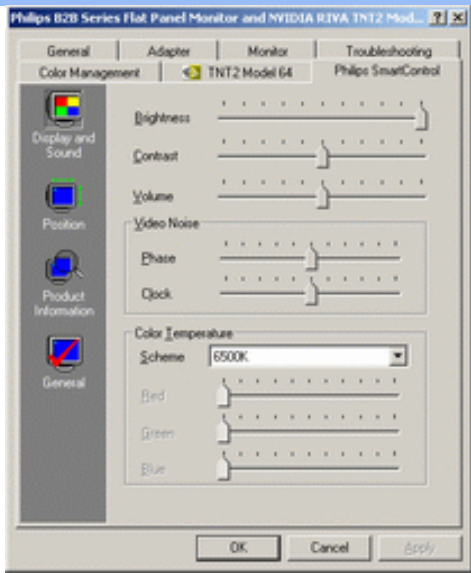 Philips B2B Series Flat Panel Monitor and NVIDIA RIVA TNT2 Mod...
General Adapter Monitor Troubleshooting
Color Management TNT2 Model 64 Philips SmartControl
Display and
Sound
Position
Product
Information
General
Brightness
Contrast
Volume
Video Noise
Phase
Clock
Color Temperature
Scheme 6500K
Red
Green
Blue
OK Cancel Apply